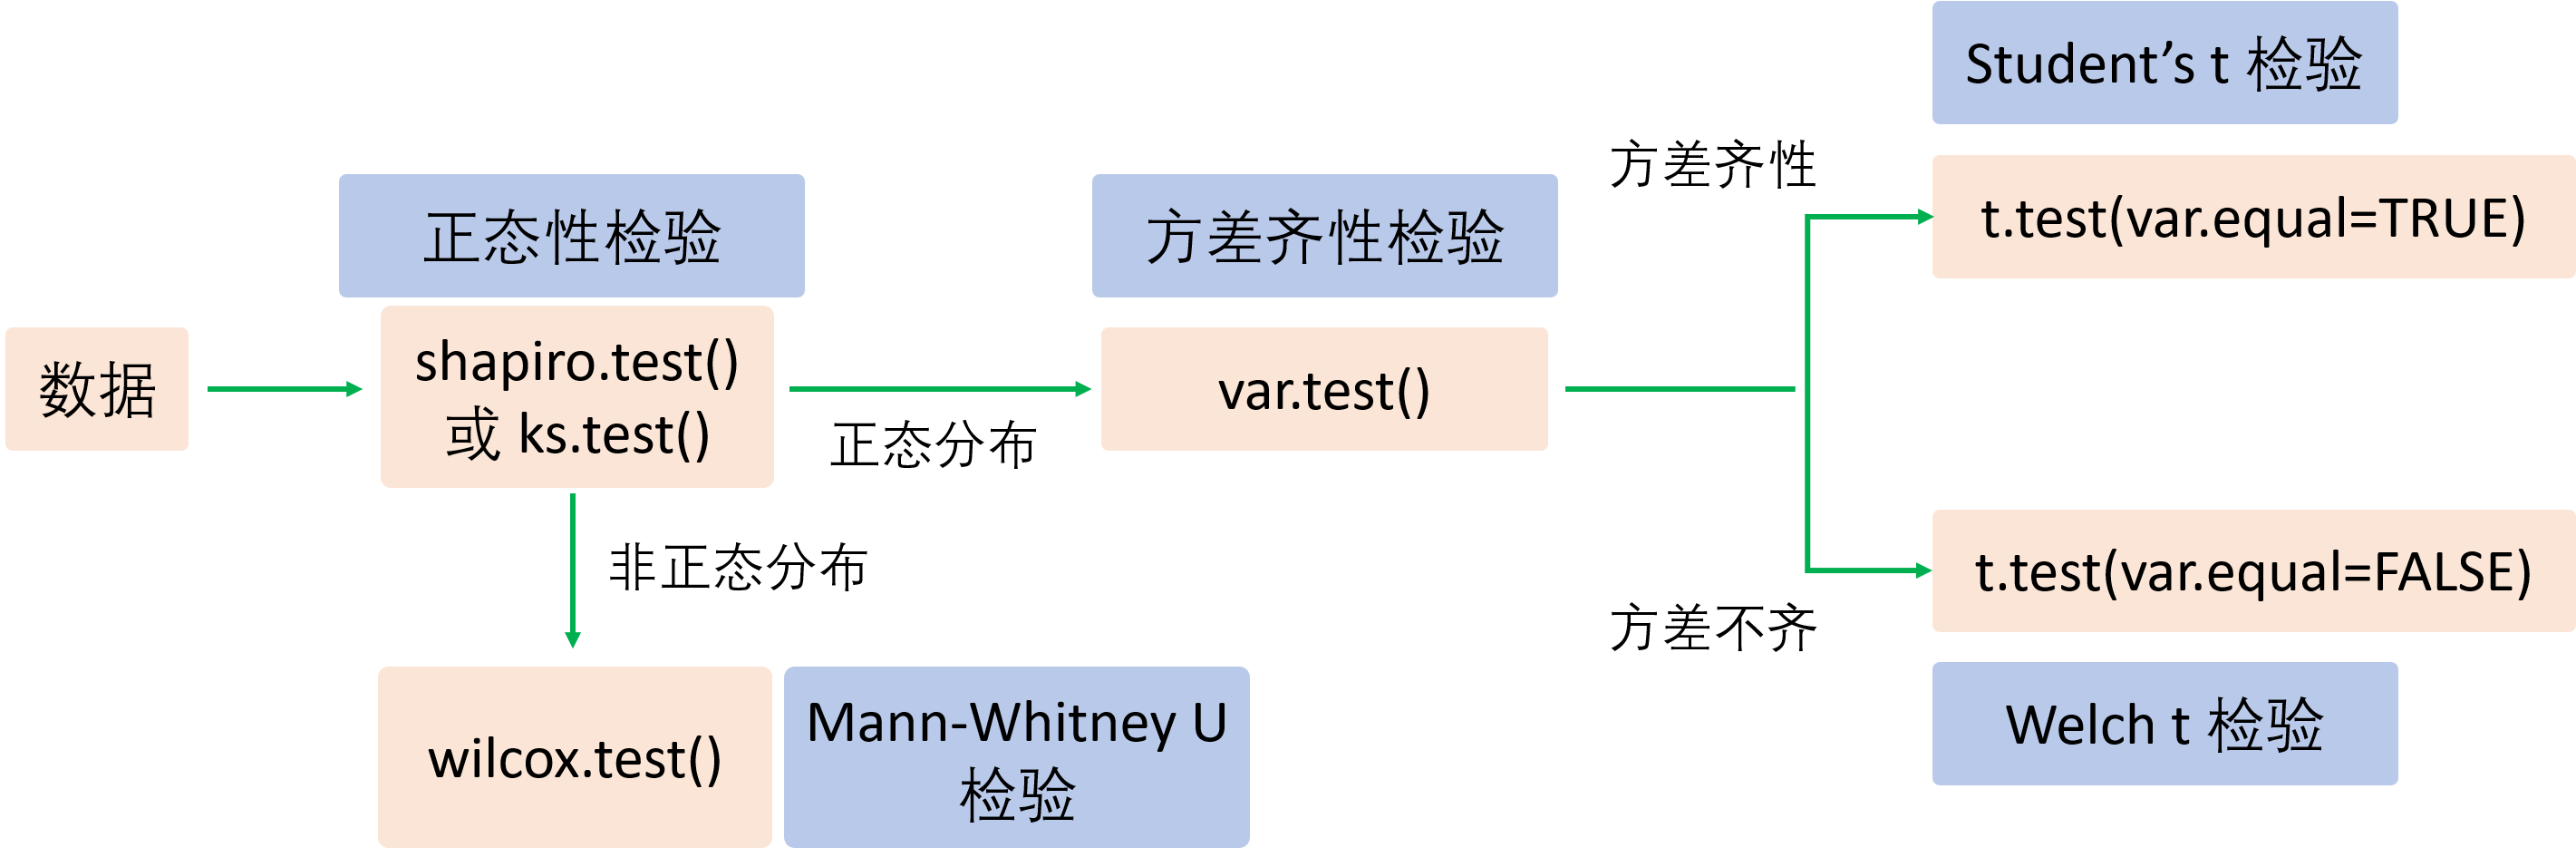 数据
正态性检验
shapiro.test()
或 ks.test()
正态分布
非正态分布
wilcox.test()
Mann-Whitney U
检验
方差齐性检验
var.test()
方差齐性
Student’s t 检验
t.test(var.equal=TRUE)
方差不齐
t.test(var.equal=FALSE)
Welch t 检验